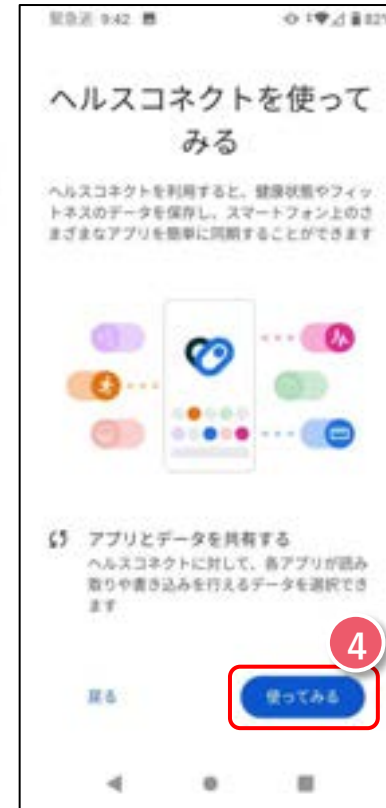 9:42
82%
ヘルスコネクトを使って
みる
ヘルスコネクトを利用すると、健康状態やフィッ
トネスのデータを保存し、スマートフォン上のさ
まざまなアプリを簡単に同期することができます
アプリとデータを共有する
ヘルスコネクトに対して、各アプリが読み
取りや書き込みを行えるデータを選択でき
ます
4
戻る
使ってみる